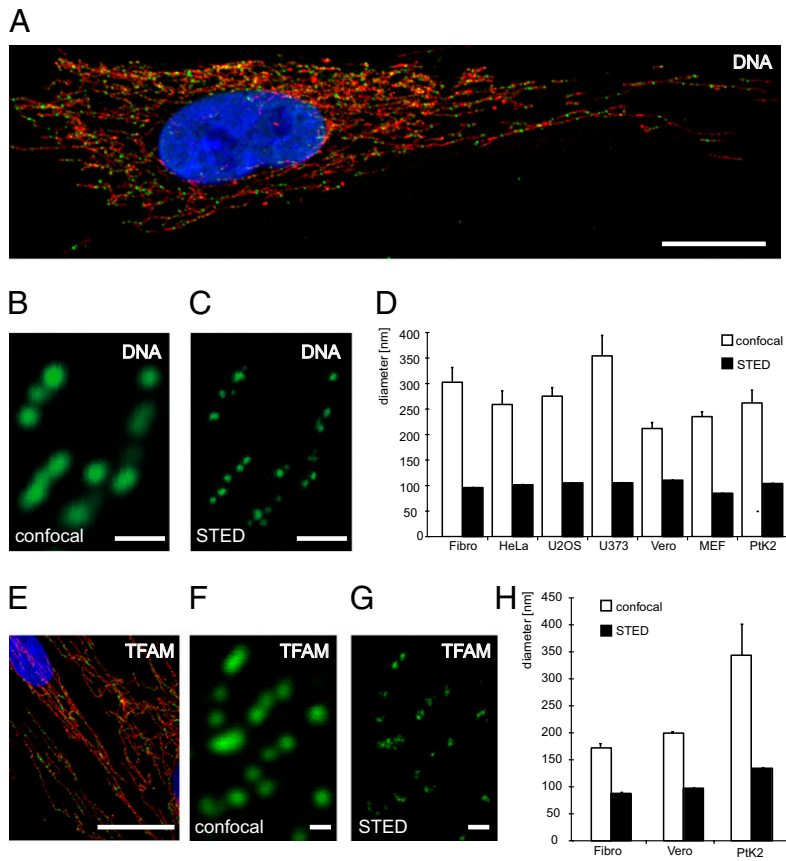 A
DNA
B
DNA
confocal
C
DNA
STED
D
diameter [nm]
400
350
300
250
200
150
100
50
0
confocal
STED
Fibro HeLa U2OS U373 Vero MEF PtK2
E
TFAM
F
TFAM
confocal
G
TFAM
STED
H
diameter [nm]
450
400
350
300
250
200
150
100
50
0
confocal
STED
Fibro Vero PtK2